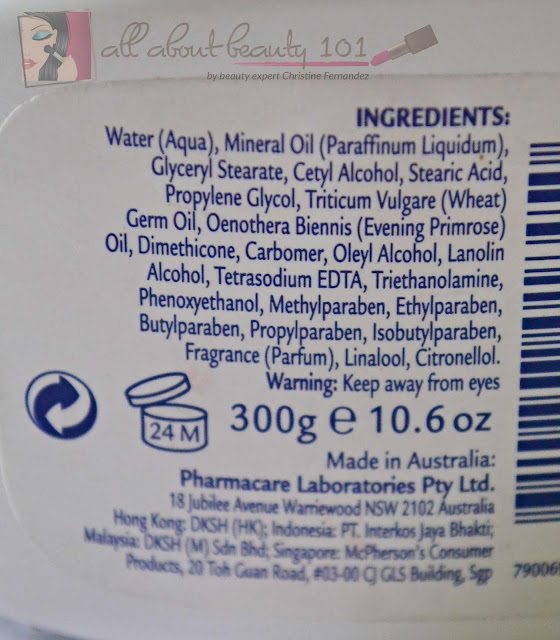 all about beauty 101
by beauty expert Christine Fernandez
INGREDIENTS:
Water (Aqua), Mineral Oil (Paraffinum Liquidum),
Glyceryl Stearate, Cetyl Alcohol, Stearic Acid,
Propylene Glycol, Triticum Vulgare (Wheat)
Germ Oil, Oenothera Biennis (Evening Primrose)
Oil, Dimethicone, Carbomer, Oleyl Alcohol, Lanolin
Alcohol, Tetrasodium EDTA, Triethanolamine,
Phenoxyethanol, Methylparaben, Ethylparaben,
Butylparaben, Propylparaben, Isobutylparaben,
Fragrance (Parfum), Linalool, Citronellol.
Warning: Keep away from eyes
24 M
300g e 10.6 oz
Made in Australia:
Pharmacare Laboratories Pty Ltd.
18 Jubilee Avenue Warriewood NSW 2102 Australia
Hong Kong: DKSH (HK); Indonesia: PT. Interkos Jaya Bhakti;
Malaysia: DKSH (M) Sdn Bhd; Singapore: McPherson's Consumer
Products, 20 Toh Guan Road, #03-00 CJ GLS Building, Sgp